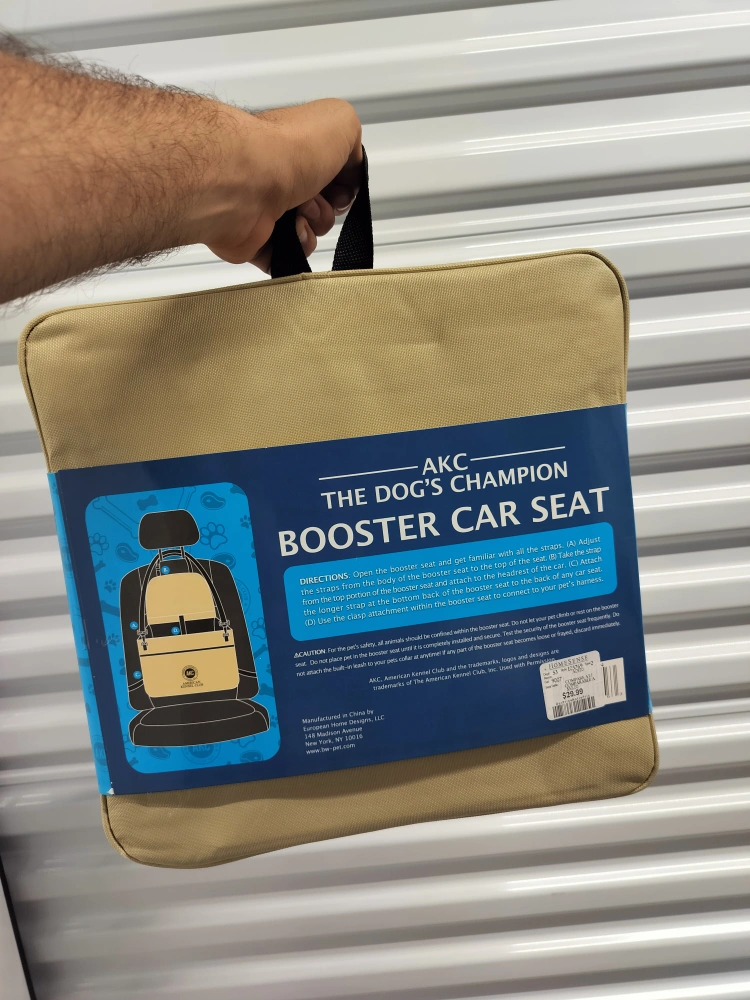 AKC
THE DOG'S CHAMPION
BOOSTER CAR SEAT
DIRECTIONS. Open the booster seat and get familiar with all the straps. (A) Adjust
the straps from the body of the booster seat to the top of the seat. (B) Take the strap
from the top portion of the booster seat and attach to the headrest of the car. (C) Attach
the longer strap at the bottom back of the booster seat to the back of any car seat.
(D) Use the clasp attachment within the booster seat to connect to your pet's harness.
⚠CAUTION. For the pet's safety, all animals should be confined within the booster seat. Do not let your pet climb or rest on the booster
seat. Do not place pet in the booster seat until it is completely installed and secure. Test the security of the booster seat frequently. Do
not attach the built-in leash to your pets collar at anytime! If any part of the booster seat becomes loose or frayed, discard immediately.
AKC, American Kennel Club and the trademarks, logos and designs are
trademarks of The American Kennel Club, Inc. Used with
Manufactured in China by
European Home Designs, LLC
148 Madison Avenue
New York, NY 10016
www.bw-pet.com
HOMESENSE
$29.99
B
A
D
C
AKC
AMERICAN
KENNEL CLUB